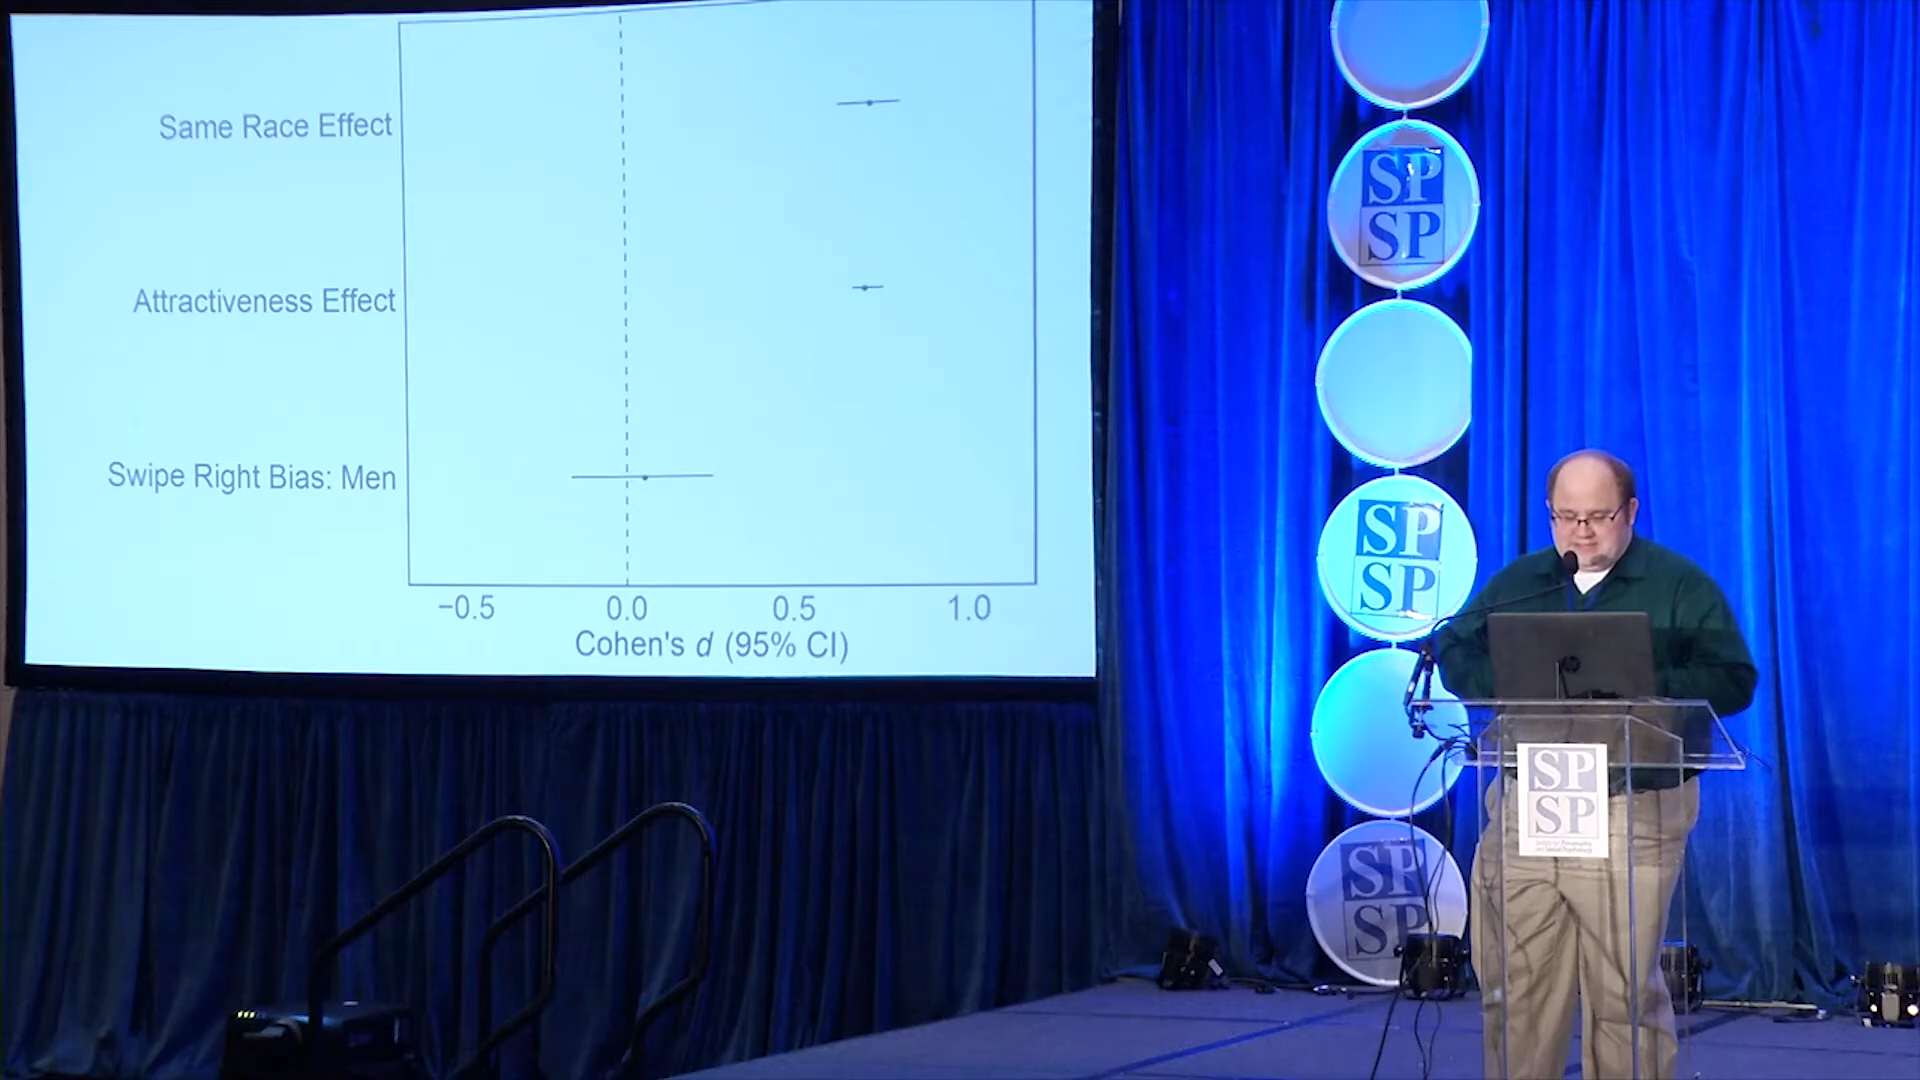 Same Race Effect
Attractiveness Effect
Swipe Right Bias: Men
−0.5 0.0 0.5 1.0
Cohen's d (95% CI)
SP
SP
SP
SP
SP
SP
SP
SP